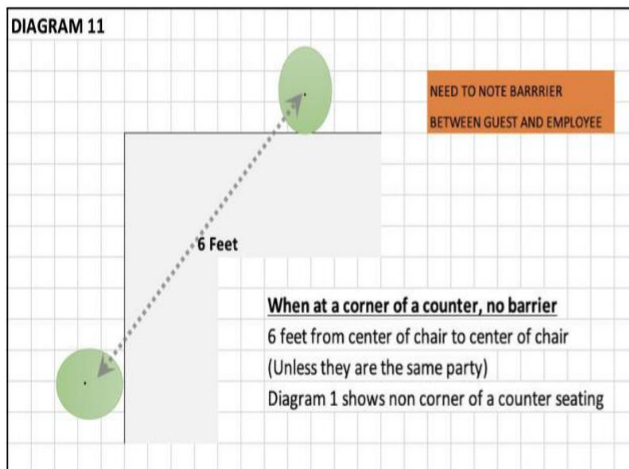 DIAGRAM 11
NEED TO NOTE BARRRIER
BETWEEN GUEST AND EMPLOYEE
6 Feet
When at a corner of a counter, no barrier
6 feet from center of chair to center of chair
(Unless they are the same party)
Diagram 1 shows non corner of a counter seating